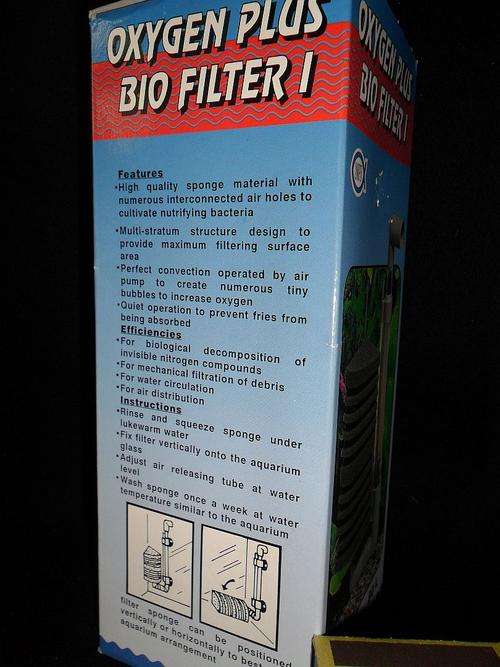 OXYGEN PLUS
BIO FILTER 1
Features
•High quality sponge material with
numerous interconnected air holes to
cultivate nutrifying bacteria
•Multi-stratum structure design to
provide maximum filtering surface
area
•Perfect convection operated by air
pump to create numerous tiny
bubbles to increase oxygen
•Quiet operation to prevent fries from
being absorbed
Efficiencies
•For biological decomposition of
invisible nitrogen compounds
•For mechanical filtration of debris
•For water circulation
•For air distribution
Instructions
•Rinse and squeeze sponge under
lukewarm water
•Fix filter vertically onto the aquarium
glass
•Adjust air releasing tube at water
level
•Wash sponge once a week at water
temperature similar to the aquarium
filter sponge can be positioned
vertically or horizontally to best
aquarium arrangement
OXYGEN PLUS
BIO FILTER 1